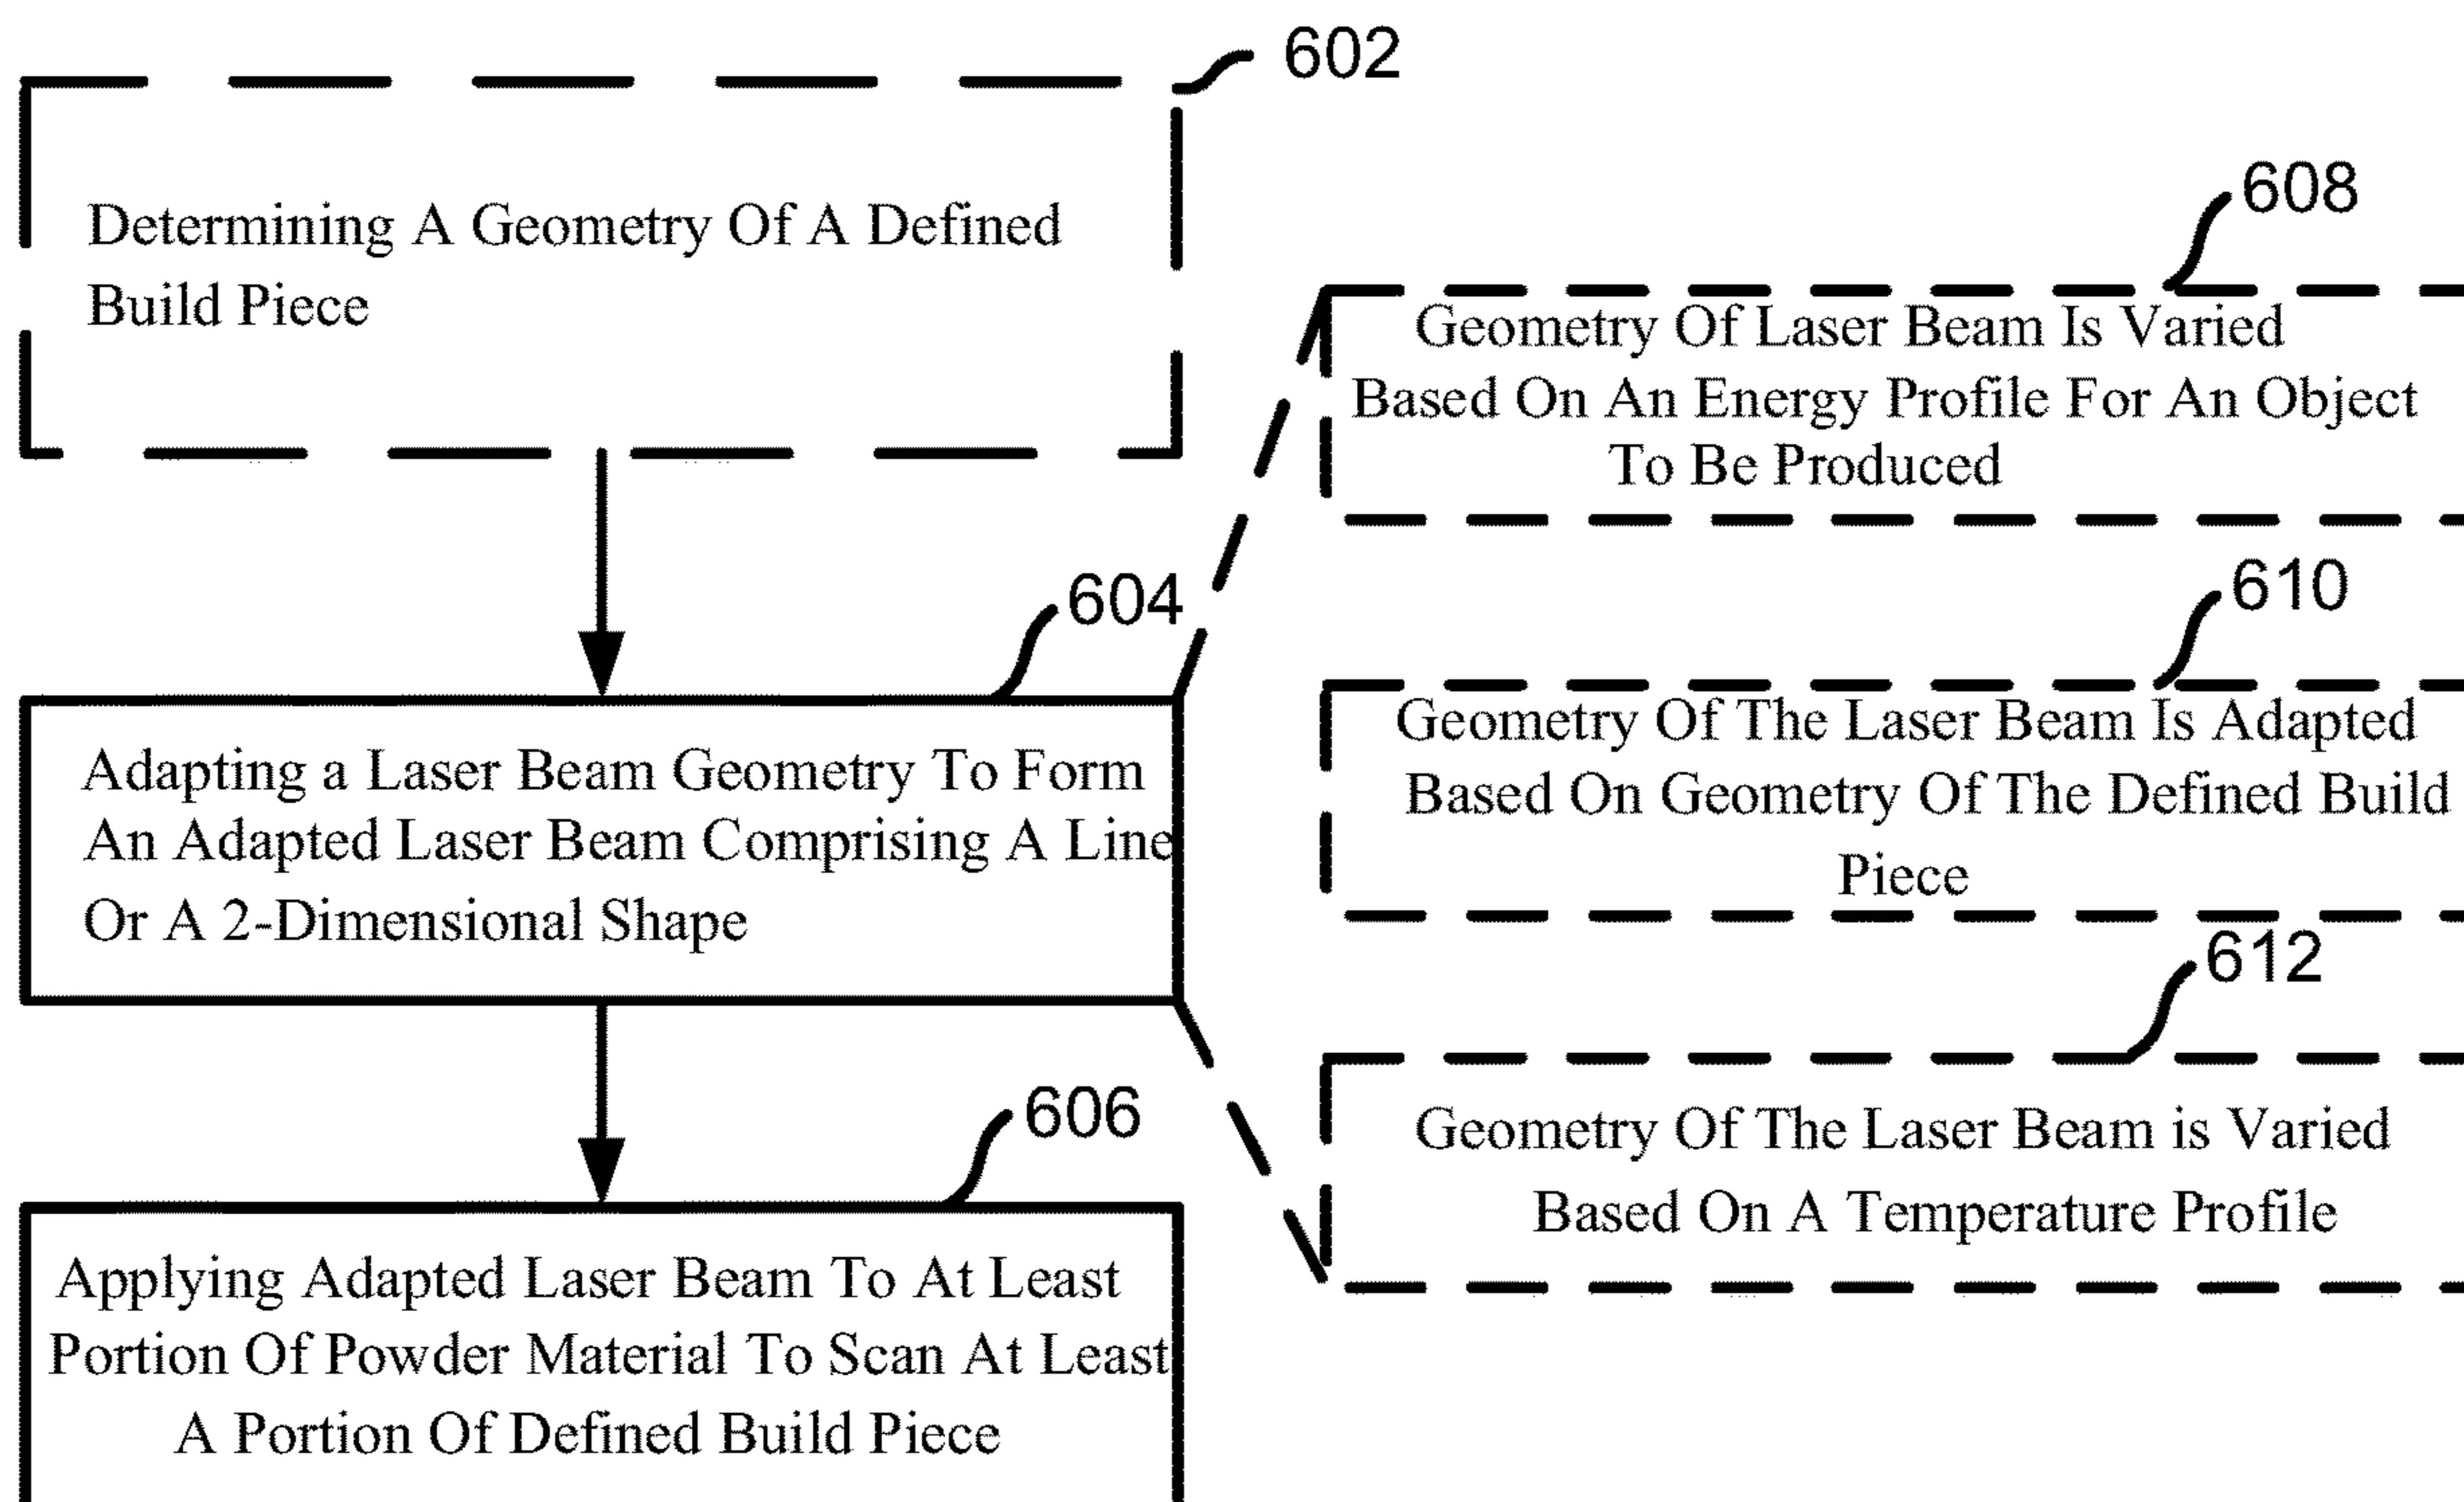 602
Determining A Geometry Of A Defined
Build Piece
604
Adapting a Laser Beam Geometry To Form
An Adapted Laser Beam Comprising A Line
Or A 2-Dimensional Shape
606
Applying Adapted Laser Beam To At Least
Portion Of Powder Material To Scan At Least
A Portion Of Defined Build Piece
608
Geometry Of Laser Beam Is Varied
Based On An Energy Profile For An Object
To Be Produced
610
Geometry Of The Laser Beam Is Adapted
Based On Geometry Of The Defined Build
Piece
612
Geometry Of The Laser Beam is Varied
Based On A Temperature Profile